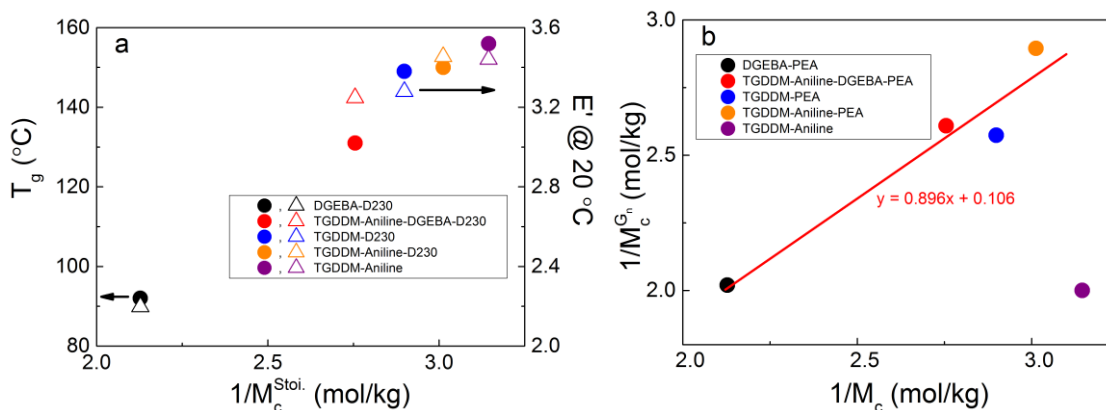 a
160
140
120
100
80
T_g (°C)
3.6
3.2
2.8
2.4
2.0
E' @ 20 °C
DGEBA-D230
TGDDM-Aniline-DGEBA-D230
TGDDM-D230
TGDDM-Aniline-D230
TGDDM-Aniline
2.0 2.5 3.0
1/M_c^Stoi. (mol/kg)
b
3.0
2.5
2.0
1/M_c^G_n (mol/kg)
DGEBA-PEA
TGDDM-Aniline-DGEBA-PEA
TGDDM-PEA
TGDDM-Aniline-PEA
TGDDM-Aniline
y = 0.896x + 0.106
2.0 2.5 3.0
1/M_c (mol/kg)